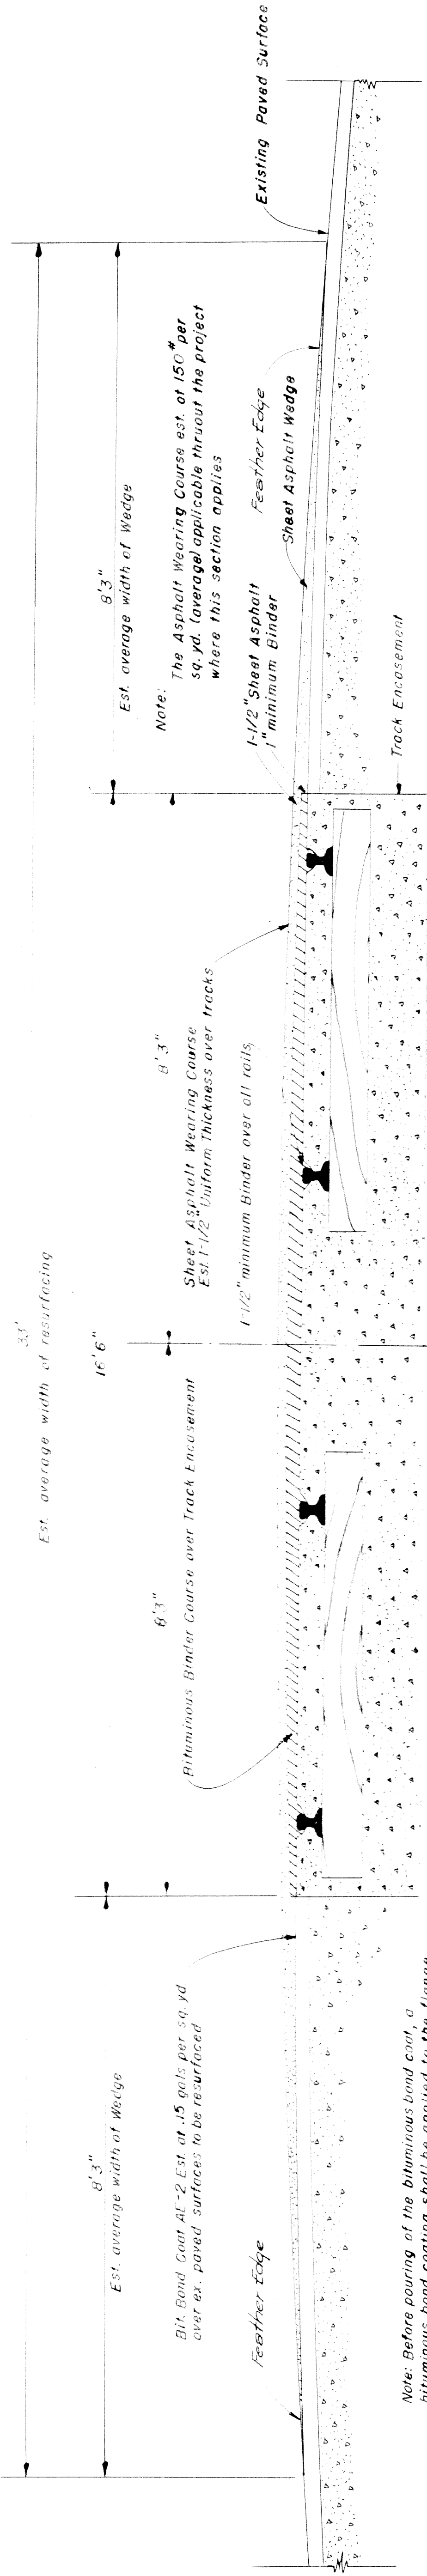 33'
Est. average width of resurfacing
16'6"
8'3"
Est. average width of Wedge
8'3"
8'3"
8'3"
Est. average width of Wedge
Bit. Bond Coat AE-2 Est. at .15 gals per sq. yd.
over ex. paved surfaces to be resurfaced
Feather Edge
Bituminous Binder Course over Track Encasement
Sheet Asphalt Wearing Course
Est. 1-1/2" Uniform Thickness over tracks
1-1/2" minimum Binder over all rails
Note:
The Asphalt Wearing Course est. at 150# per
sq. yd. (average) applicable thruout the project
where this section applies
1-1/2" Sheet Asphalt
1" minimum Binder
Feather Edge
Sheet Asphalt Wedge
Existing Paved Surface
Track Encasement
Note: Before pouring of the bituminous bond coat, a
bituminous bond coating shall be applied to the flange